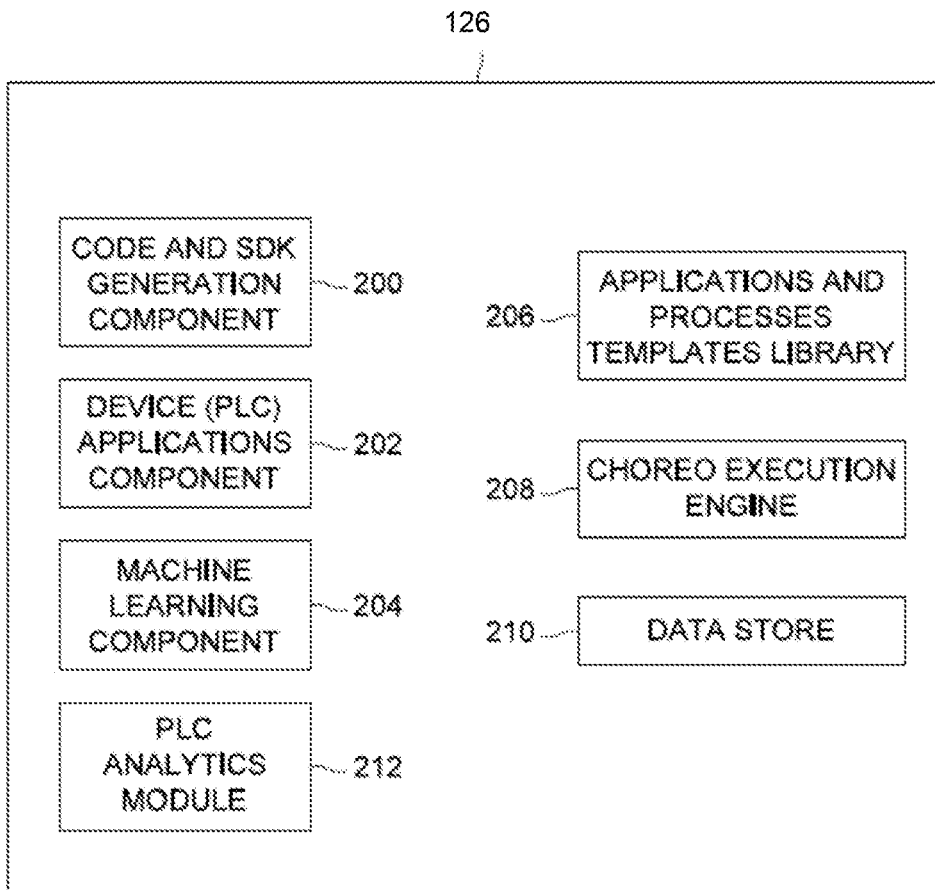 126
CODE AND SDK
GENERATION
COMPONENT
200
DEVICE (PLC)
APPLICATIONS
COMPONENT
202
MACHINE
LEARNING
COMPONENT
204
PLC
ANALYTICS
MODULE
212
206
APPLICATIONS AND
PROCESSES
TEMPLATES LIBRARY
208
CHOREO EXECUTION
ENGINE
210
DATA STORE